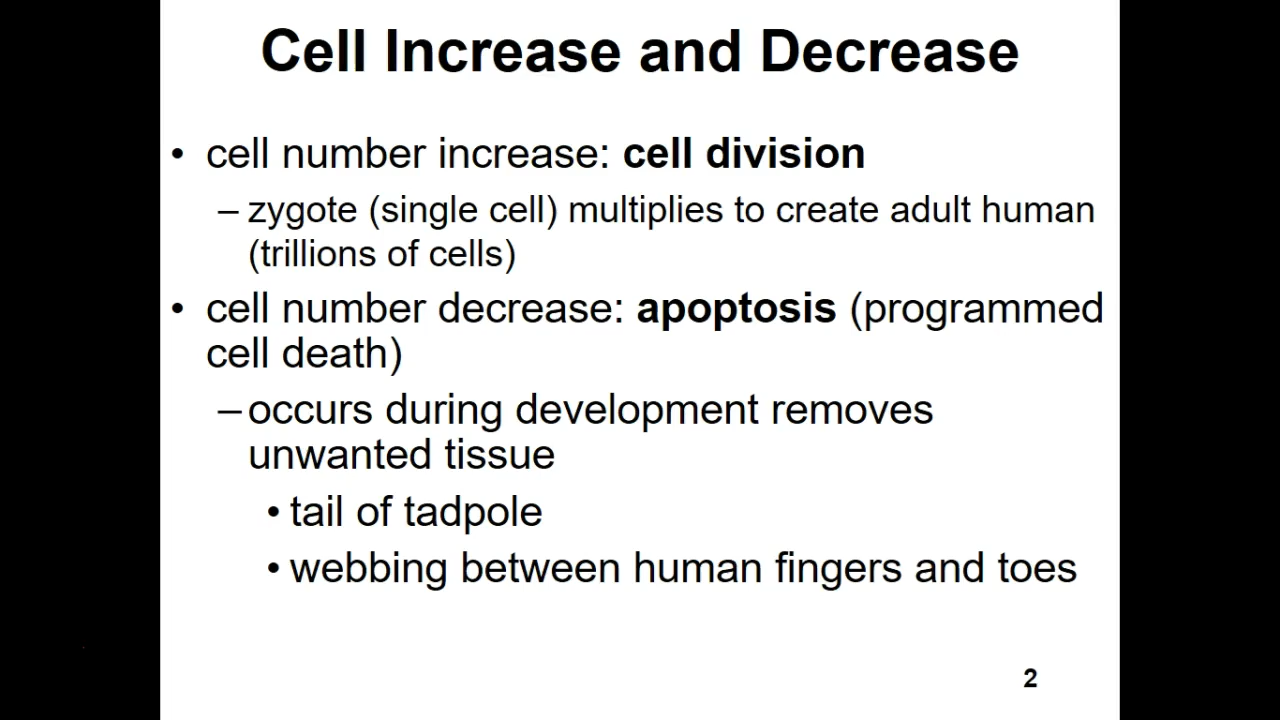 Cell Increase and Decrease
• cell number increase: cell division
– zygote (single cell) multiplies to create adult human
(trillions of cells)
• cell number decrease: apoptosis (programmed
cell death)
– occurs during development removes
unwanted tissue
• tail of tadpole
• webbing between human fingers and toes
2